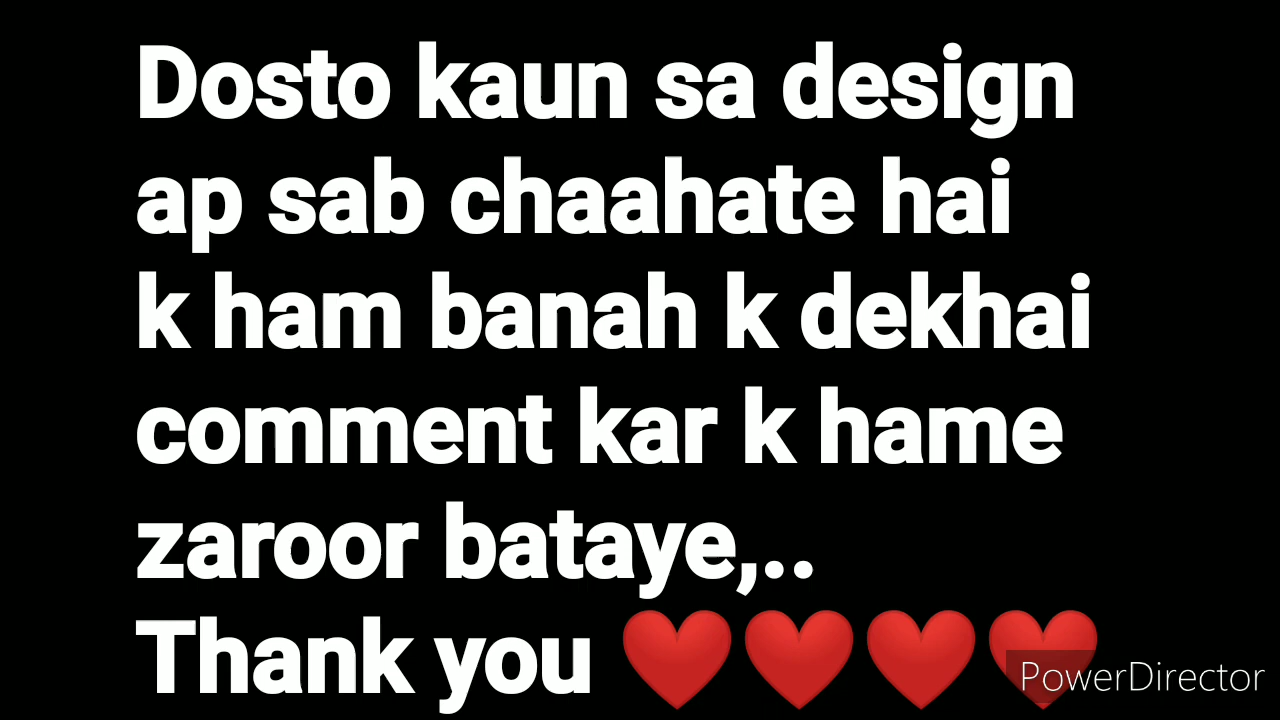 Dosto kaun sa design
ap sab chaahate hai
k ham banah k dekhai
comment kar k hame
zaroor bataye,..
Thank you ❤️❤️❤️❤️
PowerDirector